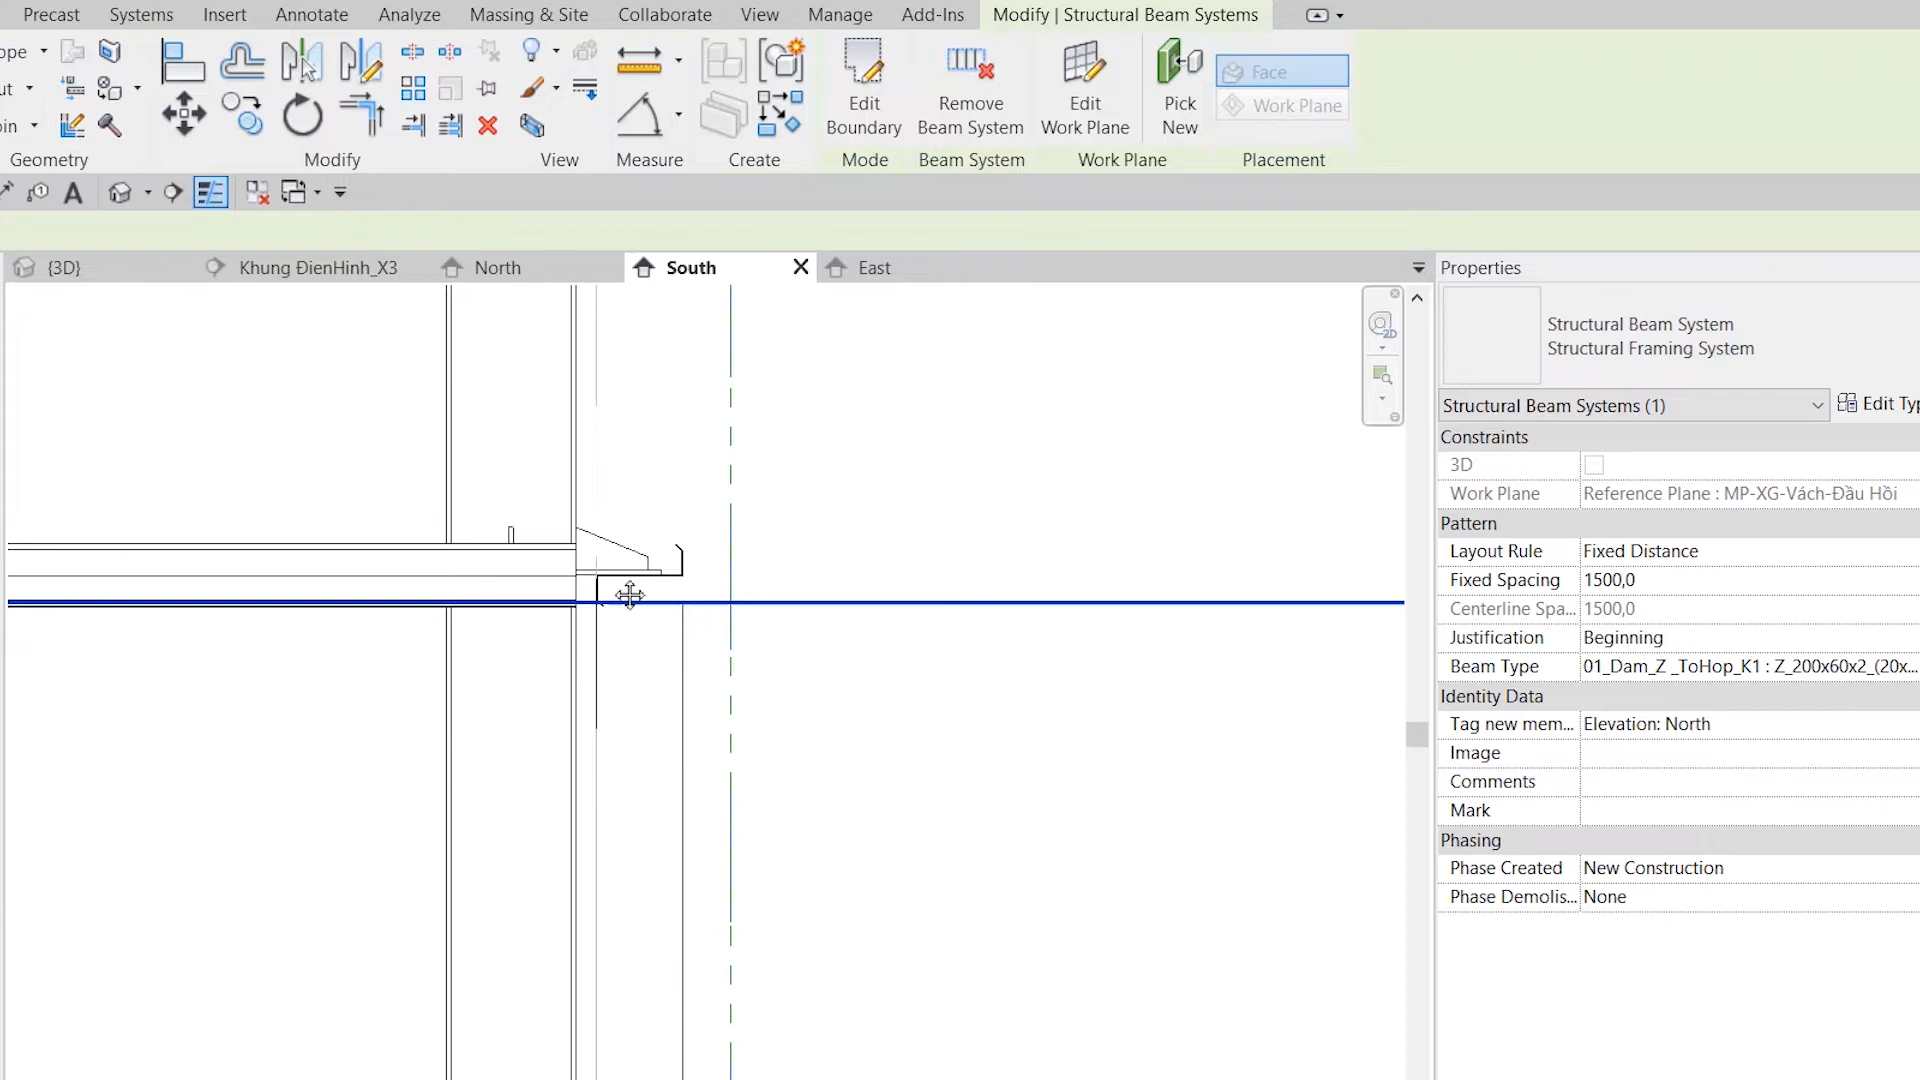 Precast Systems Insert Annotate Analyze Massing & Site Collaborate View Manage Add-Ins Modify | Structural Beam Systems
Edit Boundary
Remove Beam System
Edit Work Plane
Pick New
Face
Work Plane
Geometry Modify View Measure Create Mode Beam System Work Plane Placement
A
{3D} Khung ĐienHinh_X3 North South East
Properties
2D
Structural Beam System
Structural Framing System
Structural Beam Systems (1)
Constraints
3D
Work Plane Reference Plane : MP-XG-Vách-Đầu Hồi
Pattern
Layout Rule Fixed Distance
Fixed Spacing 1500,0
Centerline Spa... 1500,0
Justification Beginning
Beam Type 01_Dam_Z _ToHop_K1 : Z_200x60x2_(20x...
Identity Data
Tag new mem... Elevation: North
Image
Comments
Mark
Phasing
Phase Created New Construction
Phase Demolis... None